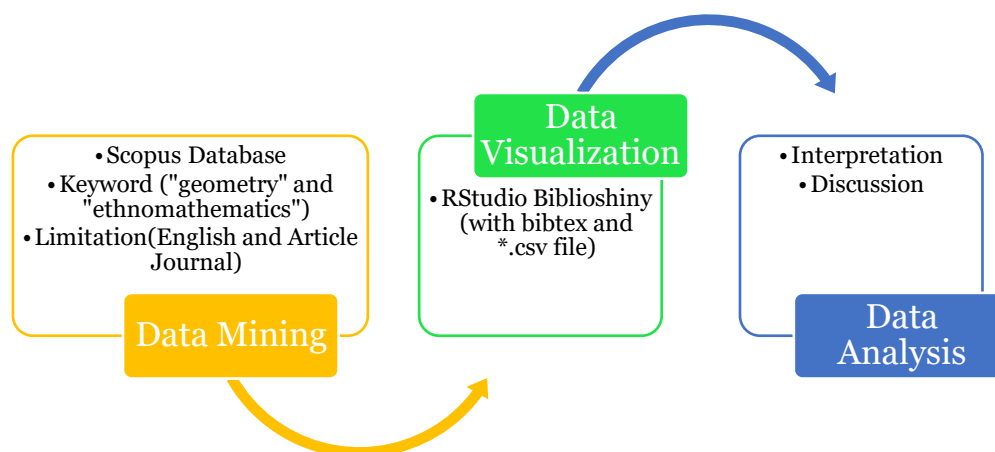 • Scopus Database
• Keyword ("geometry" and
"ethnomathematics")
• Limitation(English and Article
Journal)
Data Mining
Data
Visualization
• RStudio Biblioshiny
(with bibtex and
*.csv file)
• Interpretation
• Discussion
Data
Analysis